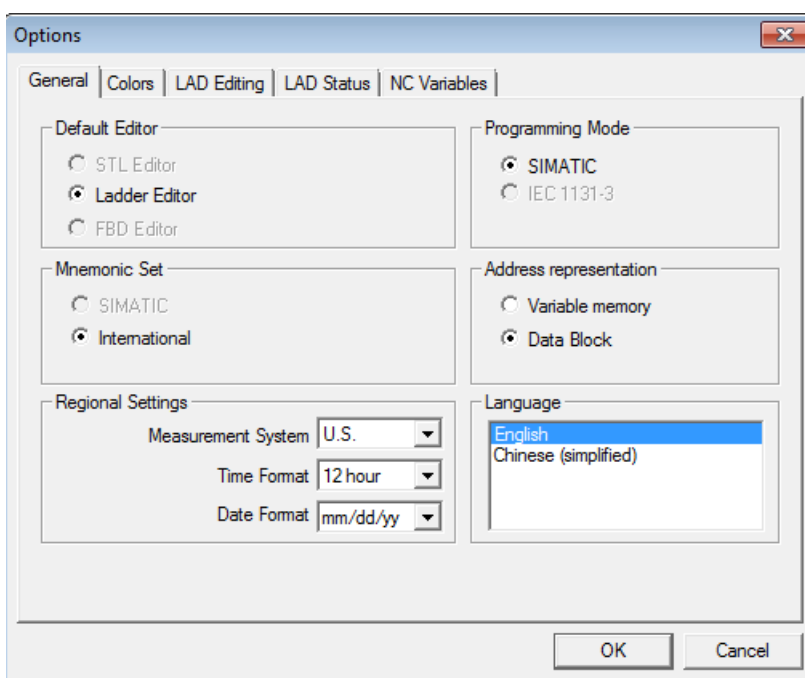 Options
General
Colors
LAD Editing
LAD Status
NC Variables
Default Editor
STL Editor
Ladder Editor
FBD Editor
Programming Mode
SIMATIC
IEC 1131-3
Mnemonic Set
SIMATIC
International
Address representation
Variable memory
Data Block
Regional Settings
Measurement System U.S.
Time Format 12 hour
Date Format mm/dd/yy
Language
English
Chinese (simplified)
OK
Cancel